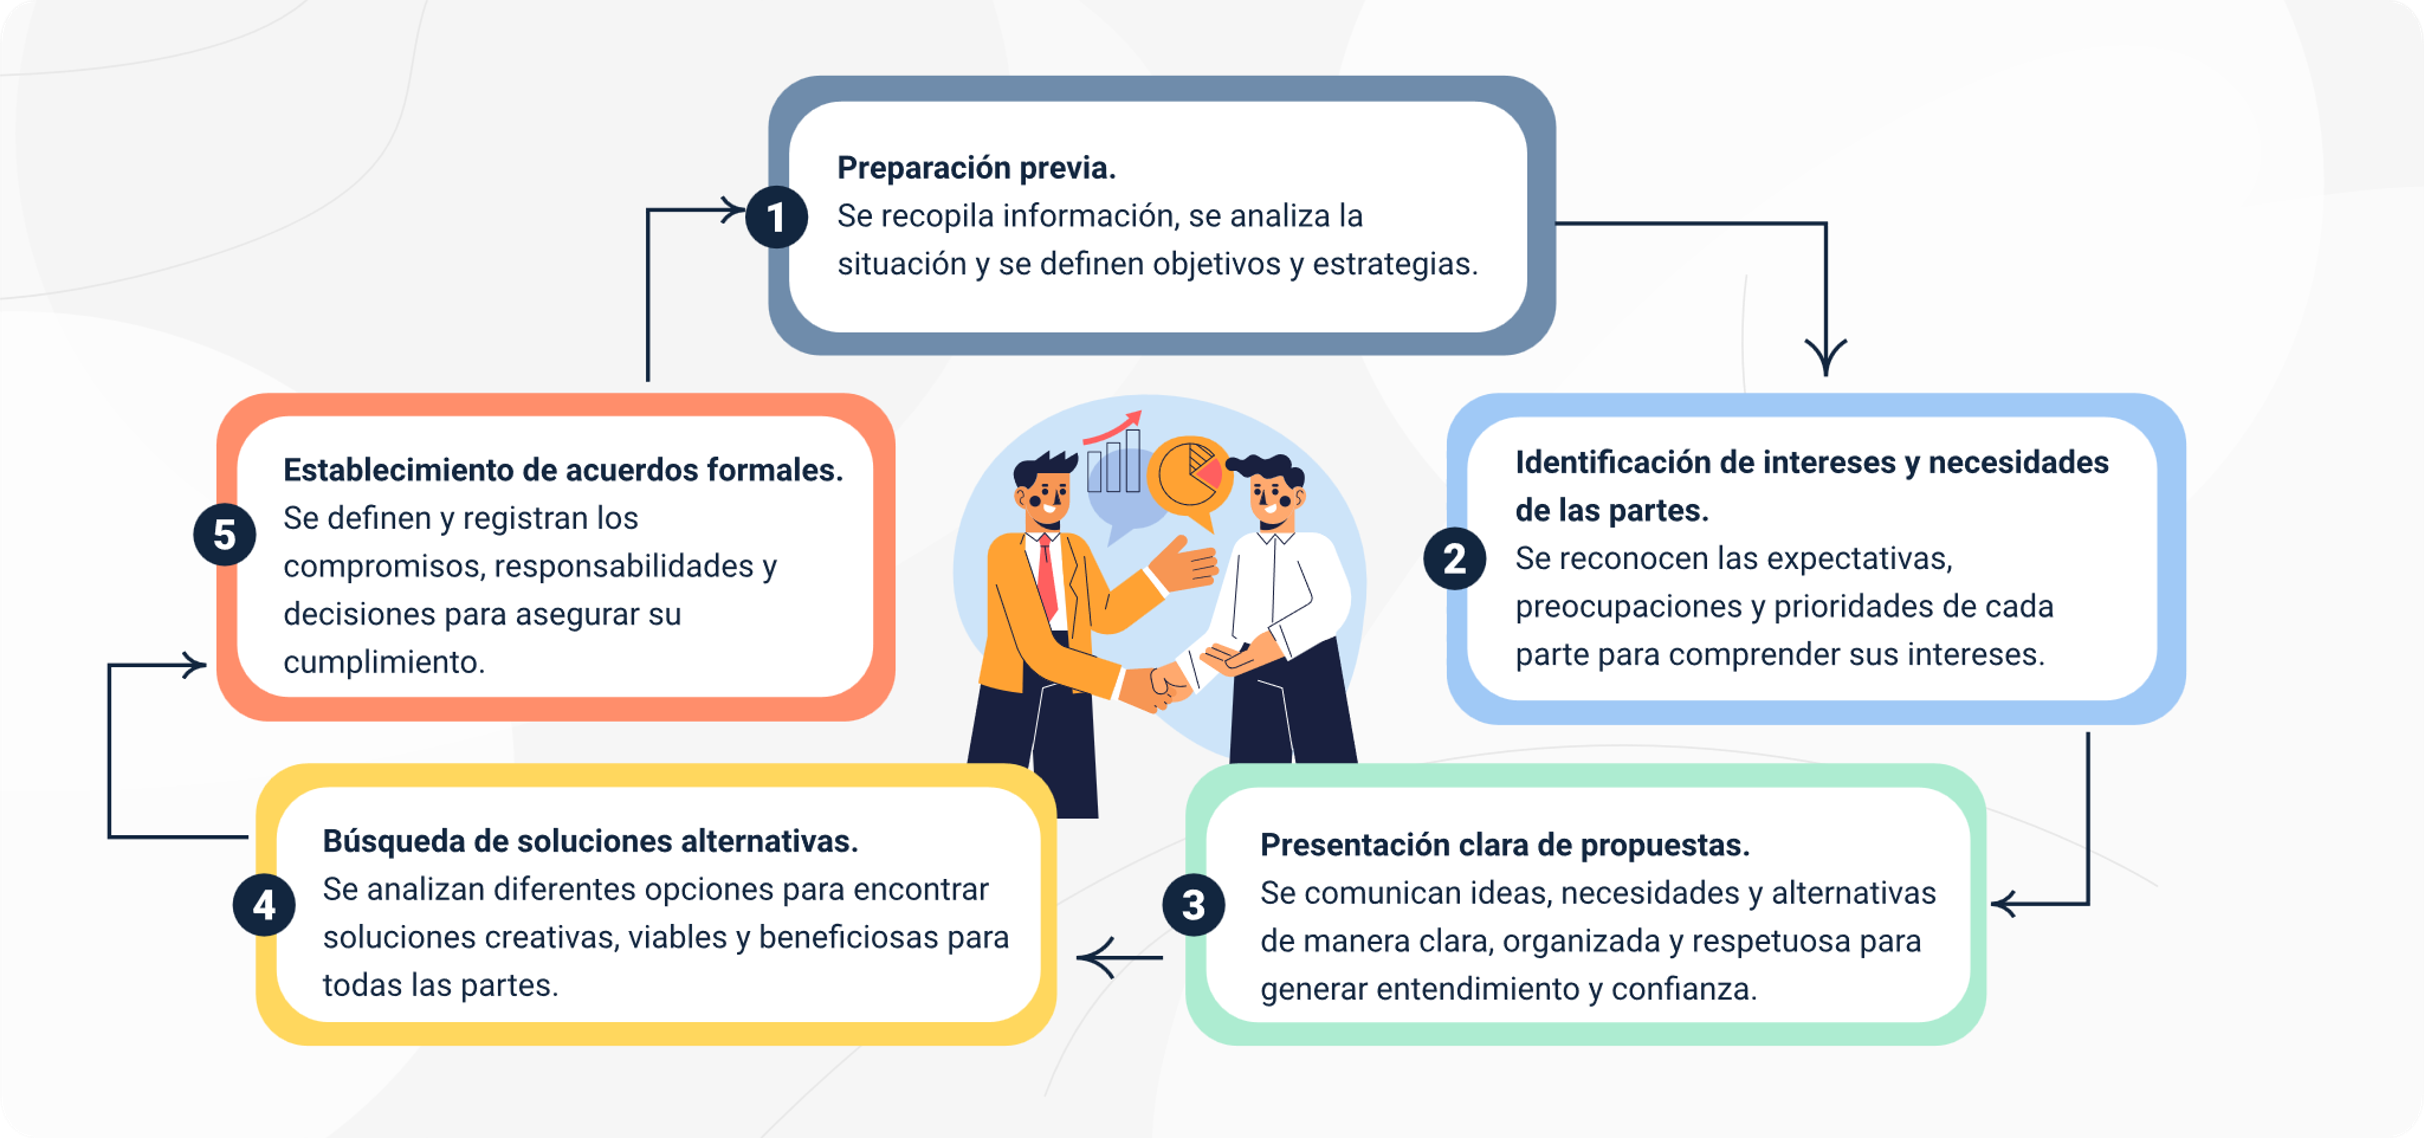 1
Preparación previa.
Se recopila información, se analiza la
situación y se definen objetivos y estrategias.
2
Identificación de intereses y necesidades
de las partes.
Se reconocen las expectativas,
preocupaciones y prioridades de cada
parte para comprender sus intereses.
3
Presentación clara de propuestas.
Se comunican ideas, necesidades y alternativas
de manera clara, organizada y respetuosa para
generar entendimiento y confianza.
4
Búsqueda de soluciones alternativas.
Se analizan diferentes opciones para encontrar
soluciones creativas, viables y beneficiosas para
todas las partes.
5
Establecimiento de acuerdos formales.
Se definen y registran los
compromisos, responsabilidades y
decisiones para asegurar su
cumplimiento.